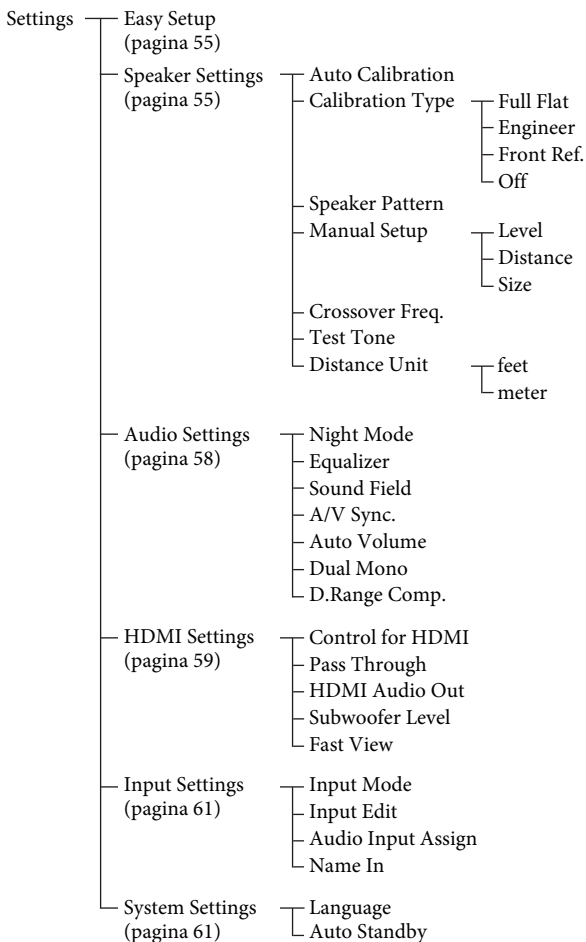 Settings
Easy Setup
(pagina 55)
Speaker Settings
(pagina 55)
Auto Calibration
Calibration Type
Full Flat
Engineer
Front Ref.
Off
Speaker Pattern
Manual Setup
Level
Distance
Size
Crossover Freq.
Test Tone
Distance Unit
feet
meter
Audio Settings
(pagina 58)
Night Mode
Equalizer
Sound Field
A/V Sync.
Auto Volume
Dual Mono
D.Range Comp.
HDMI Settings
(pagina 59)
Control for HDMI
Pass Through
HDMI Audio Out
Subwoofer Level
Fast View
Input Settings
(pagina 61)
Input Mode
Input Edit
Audio Input Assign
Name In
System Settings
(pagina 61)
Language
Auto Standby